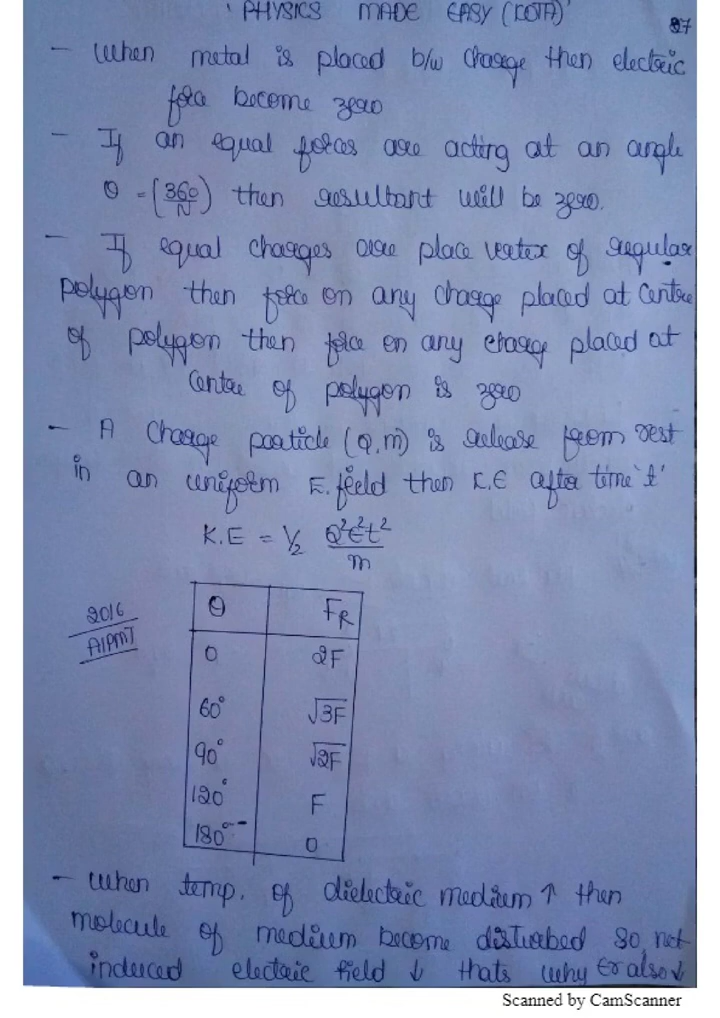 'PHYSICS MADE EASY (KOTA)'
87
- When metal is placed b/w charge then electric
force become zero
- If an equal forces are acting at an angle
θ = (360/N) then resultant will be zero.
- If equal charges are place vertex of regular
polygon then force on any charge placed at centre
of polygon then force on any charge placed at
centre of polygon is zero
- A charge particle (Q,m) is release from rest
in an uniform E.field then K.E after time 't'
K.E = 1/2 Q²E²t²/m
2016
AIPMT
θ FR
0 2F
60° √3F
90° √2F
120° F
180° 0
- When temp. of dielectric medium ↑ then
molecule of medium become disturbed so net
induced electric field ↓ thats why εr also ↓
Scanned by CamScanner